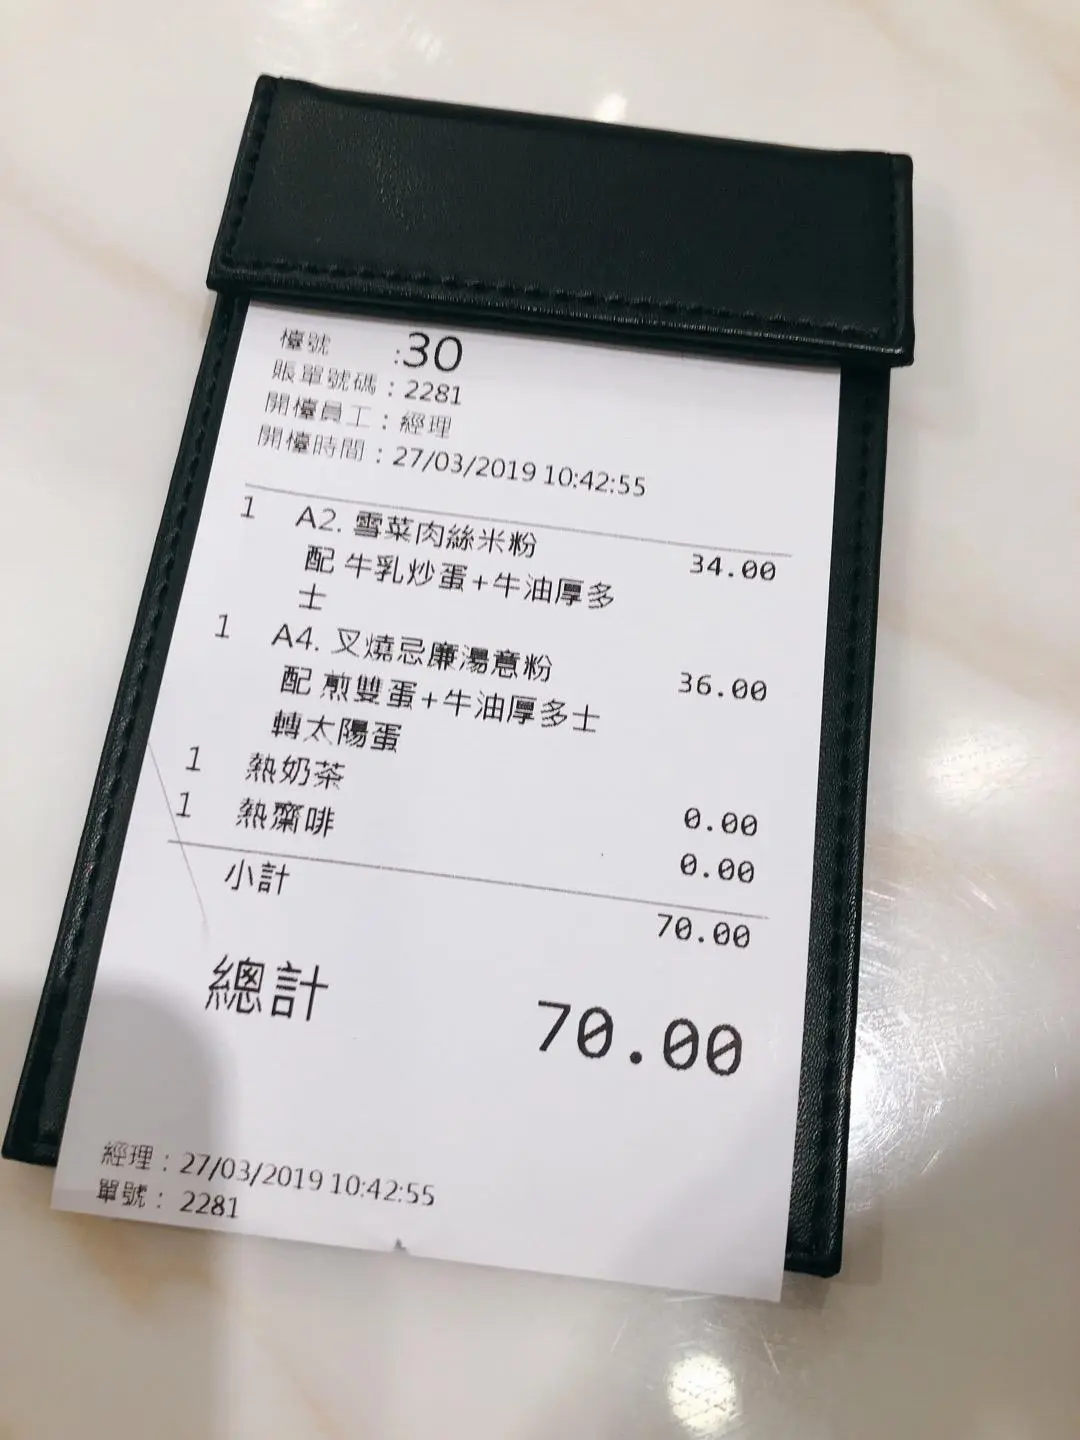 檯號 :30
賬單號碼：2281
開檯員工：經理
開檯時間：27/03/2019 10:42:55
1 A2. 雪菜肉絲米粉 34.00
配 牛乳炒蛋+牛油厚多
士
1 A4. 叉燒忌廉湯意粉 36.00
配 煎雙蛋+牛油厚多士
轉太陽蛋
1 熱奶茶 0.00
1 熱齋啡 0.00
小計 70.00
總計 70.00
經理：27/03/2019 10:42:55
單號： 2281